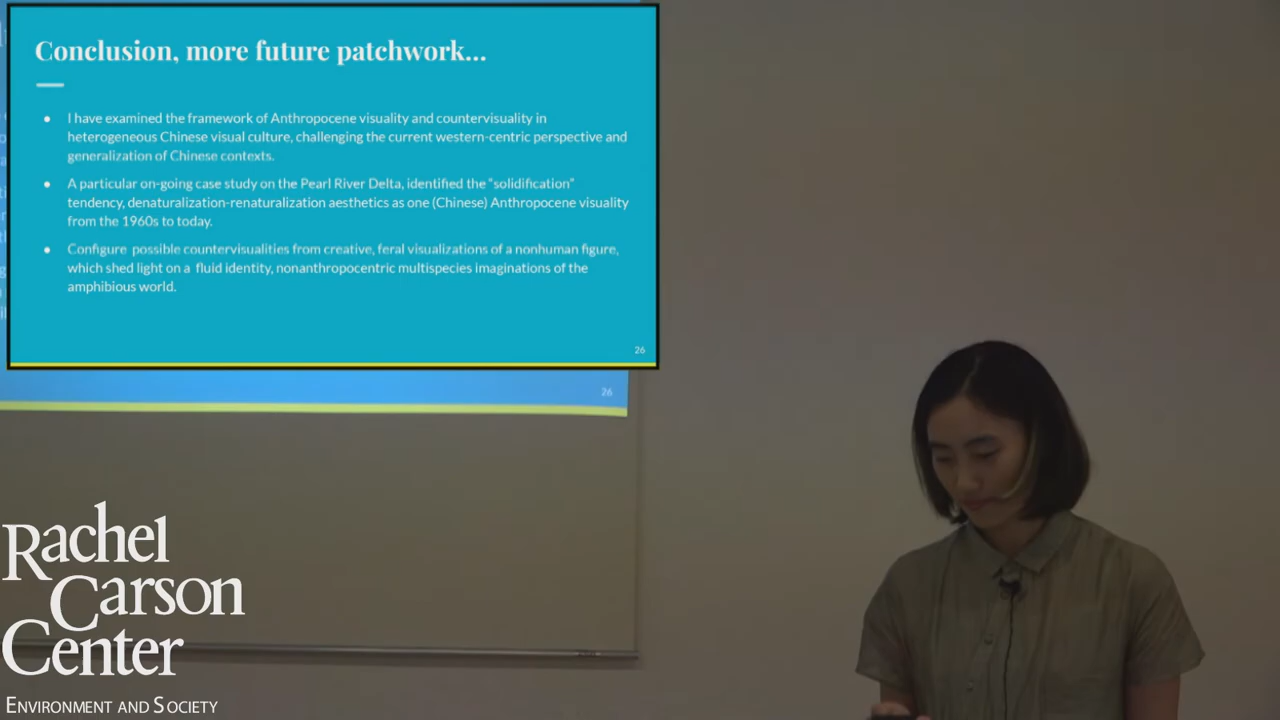 Conclusion, more future patchwork...
● I have examined the framework of Anthropocene visuality and countervisuality in
heterogeneous Chinese visual culture, challenging the current western-centric perspective and
generalization of Chinese contexts.
● A particular on-going case study on the Pearl River Delta, identified the "solidification"
tendency, denaturalization-renaturalization aesthetics as one (Chinese) Anthropocene visuality
from the 1960s to today.
● Configure possible countervisualities from creative, feral visualizations of a nonhuman figure,
which shed light on a fluid identity, nonanthropocentric multispecies imaginations of the
amphibious world.
26
26
Rachel
Carson
Center
ENVIRONMENT AND SOCIETY